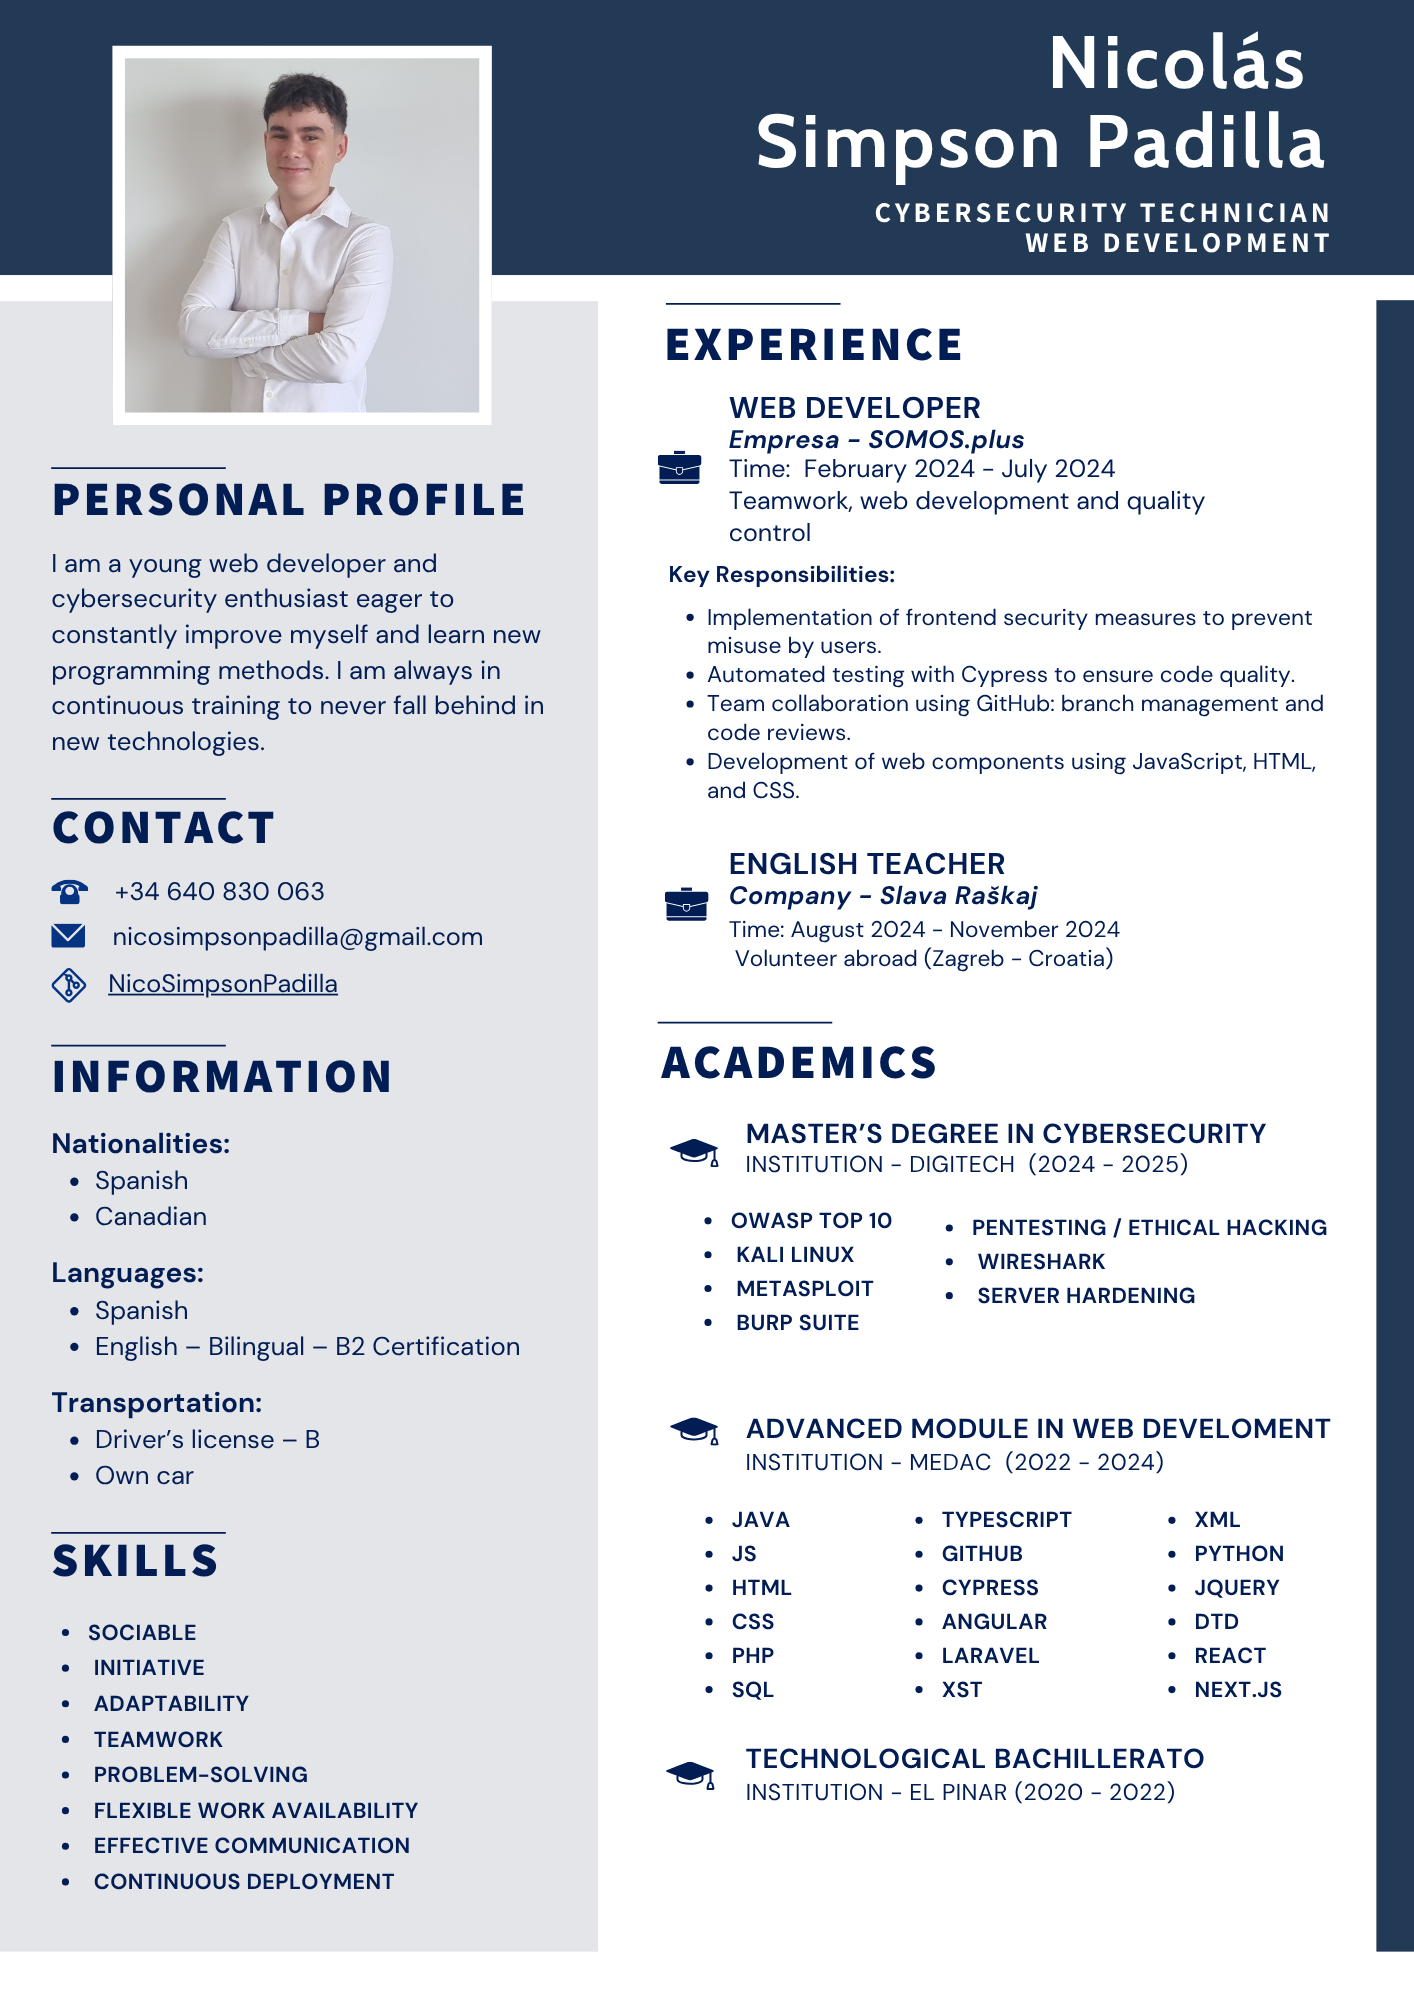 Nicolás
Simpson Padilla
CYBERSECURITY TECHNICIAN
WEB DEVELOPMENT
PERSONAL PROFILE
I am a young web developer and
cybersecurity enthusiast eager to
constantly improve myself and learn new
programming methods. I am always in
continuous training to never fall behind in
new technologies.
CONTACT
+34 640 830 063
nicosimpsonpadilla@gmail.com
NicoSimpsonPadilla
INFORMATION
Nationalities:
• Spanish
• Canadian
Languages:
• Spanish
• English – Bilingual – B2 Certification
Transportation:
• Driver’s license – B
• Own car
SKILLS
• SOCIABLE
• INITIATIVE
• ADAPTABILITY
• TEAMWORK
• PROBLEM-SOLVING
• FLEXIBLE WORK AVAILABILITY
• EFFECTIVE COMMUNICATION
• CONTINUOUS DEPLOYMENT
EXPERIENCE
WEB DEVELOPER
Empresa - SOMOS.plus
Time: February 2024 - July 2024
Teamwork, web development and quality
control
Key Responsibilities:
• Implementation of frontend security measures to prevent
misuse by users.
• Automated testing with Cypress to ensure code quality.
• Team collaboration using GitHub: branch management and
code reviews.
• Development of web components using JavaScript, HTML,
and CSS.
ENGLISH TEACHER
Company - Slava Raškaj
Time: August 2024 - November 2024
Volunteer abroad (Zagreb - Croatia)
ACADEMICS
MASTER’S DEGREE IN CYBERSECURITY
INSTITUTION - DIGITECH (2024 - 2025)
• OWASP TOP 10
• KALI LINUX
• METASPLOIT
• BURP SUITE
• PENTESTING / ETHICAL HACKING
• WIRESHARK
• SERVER HARDENING
ADVANCED MODULE IN WEB DEVELOMENT
INSTITUTION - MEDAC (2022 - 2024)
• JAVA
• JS
• HTML
• CSS
• PHP
• SQL
• TYPESCRIPT
• GITHUB
• CYPRESS
• ANGULAR
• LARAVEL
• XST
• XML
• PYTHON
• JQUERY
• DTD
• REACT
• NEXT.JS
TECHNOLOGICAL BACHILLERATO
INSTITUTION - EL PINAR (2020 - 2022)